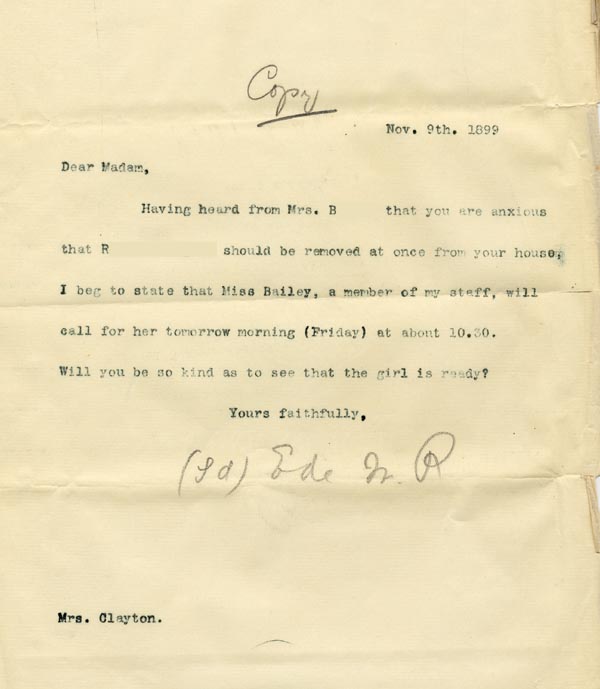 Copy
Nov. 9th. 1899
Dear Madam,
Having heard from Mrs. B that you are anxious
that R should be removed at once from your house,
I beg to state that Miss Bailey, a member of my staff, will
call for her tomorrow morning (Friday) at about 10.30.
Will you be so kind as to see that the girl is ready?
Yours faithfully,
(Sd) Ede W. R
Mrs. Clayton.